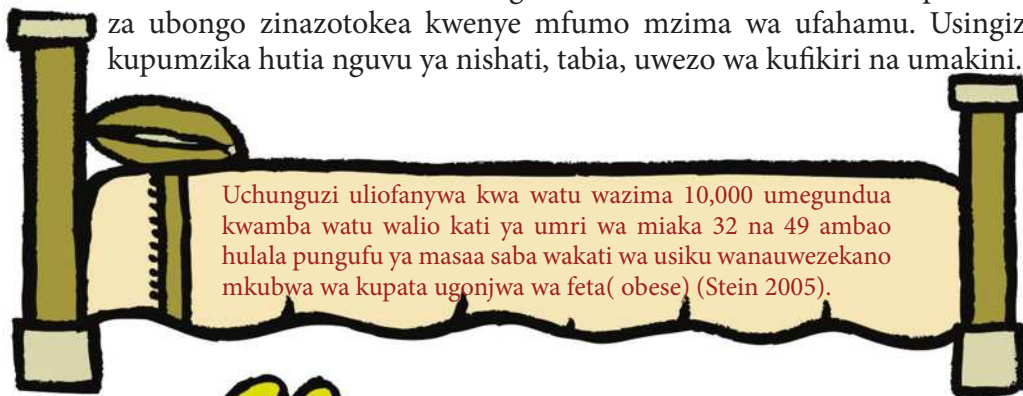 za ubongo zinazotokea kwenye mfumo mzima wa ufahamu. Usingiz
kupumzika hutia nguvu ya nishati, tabia, uwezo wa kufikiri na umakini.
Uchunguzi uliofanywa kwa watu wazima 10,000 umegundua
kwamba watu walio kati ya umri wa miaka 32 na 49 ambao
hulala pungufu ya masaa saba wakati wa usiku wanauwezekano
mkubwa wa kupata ugonjwa wa feta( obese) (Stein 2005).